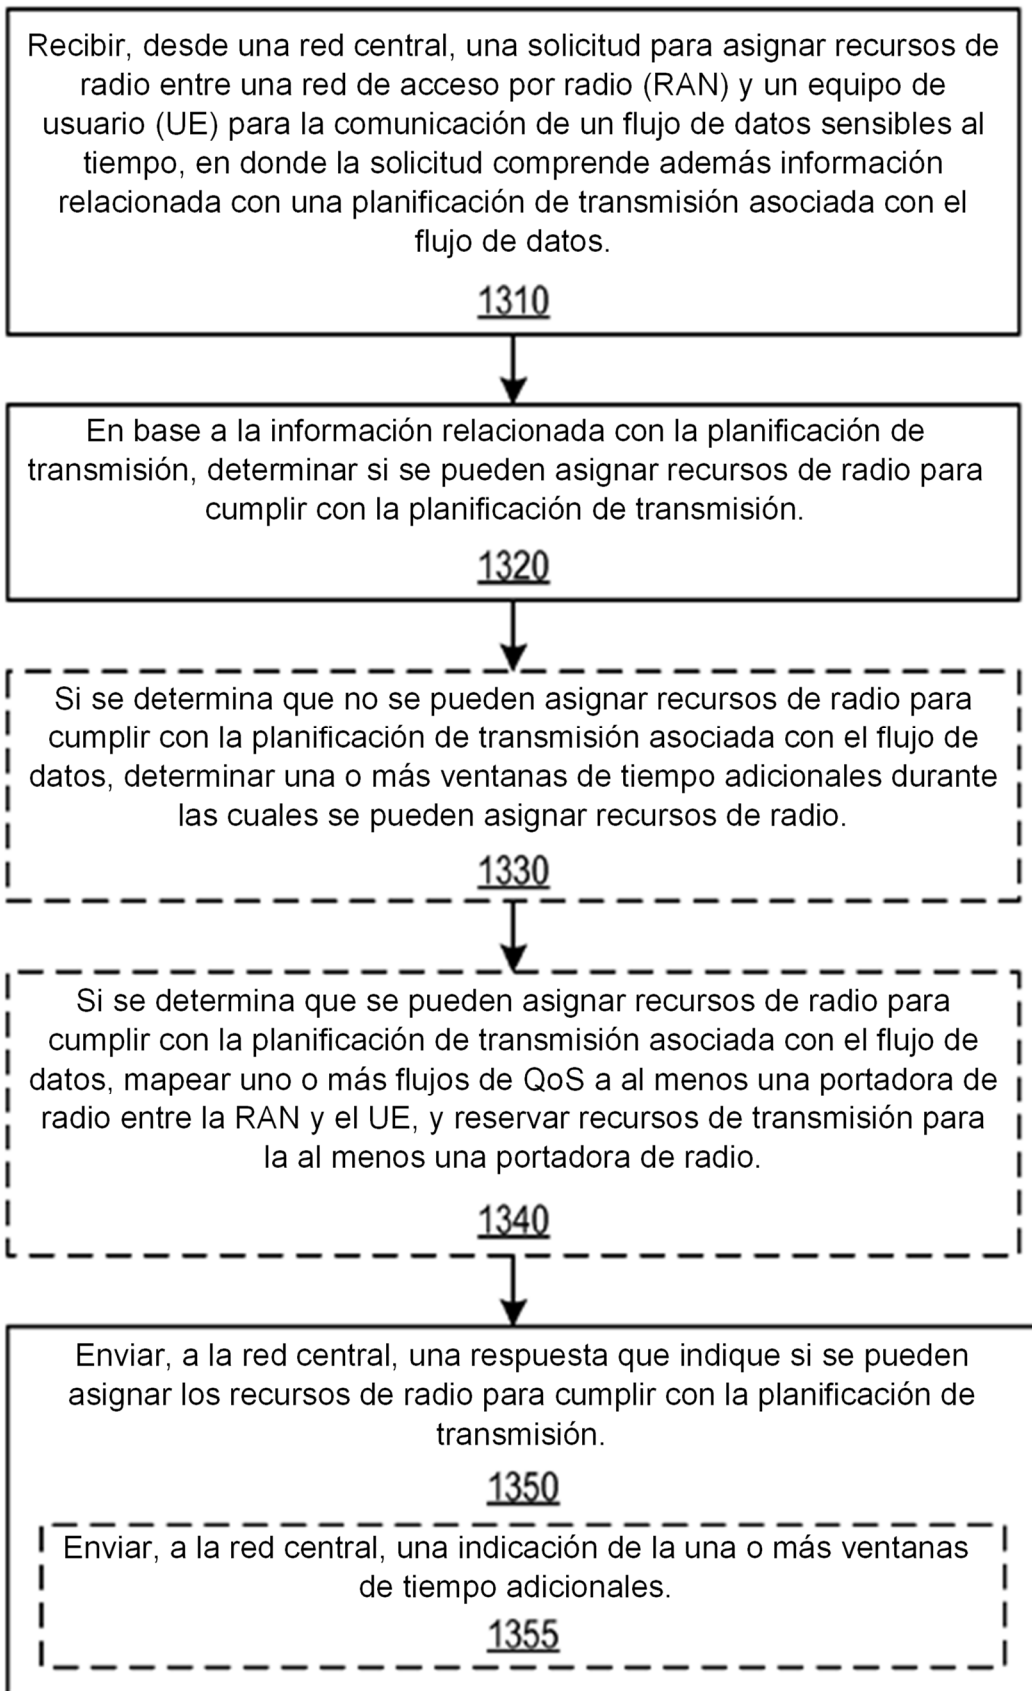 Recibir, desde una red central, una solicitud para asignar recursos de
radio entre una red de acceso por radio (RAN) y un equipo de
usuario (UE) para la comunicación de un flujo de datos sensibles al
tiempo, en donde la solicitud comprende además información
relacionada con una planificación de transmisión asociada con el
flujo de datos.
1310
En base a la información relacionada con la planificación de
transmisión, determinar si se pueden asignar recursos de radio para
cumplir con la planificación de transmisión.
1320
Si se determina que no se pueden asignar recursos de radio para
cumplir con la planificación de transmisión asociada con el flujo de
datos, determinar una o más ventanas de tiempo adicionales durante
las cuales se pueden asignar recursos de radio.
1330
Si se determina que se pueden asignar recursos de radio para
cumplir con la planificación de transmisión asociada con el flujo de
datos, mapear uno o más flujos de QoS a al menos una portadora de
radio entre la RAN y el UE, y reservar recursos de transmisión para
la al menos una portadora de radio.
1340
Enviar, a la red central, una respuesta que indique si se pueden
asignar los recursos de radio para cumplir con la planificación de
transmisión.
1350
Enviar, a la red central, una indicación de la una o más ventanas
de tiempo adicionales.
1355